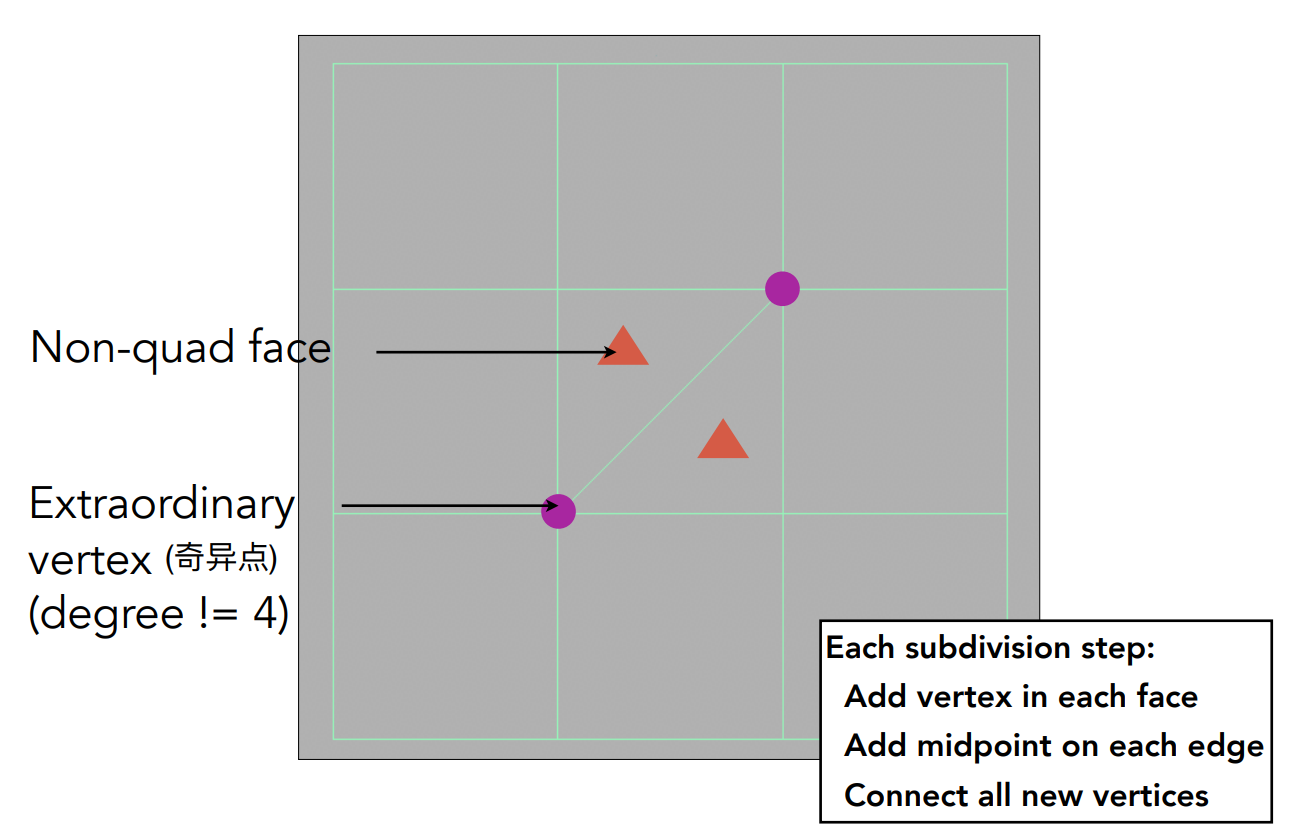 Non-quad face
Extraordinary
vertex (奇异点)
(degree != 4)
Each subdivision step:
Add vertex in each face
Add midpoint on each edge
Connect all new vertices